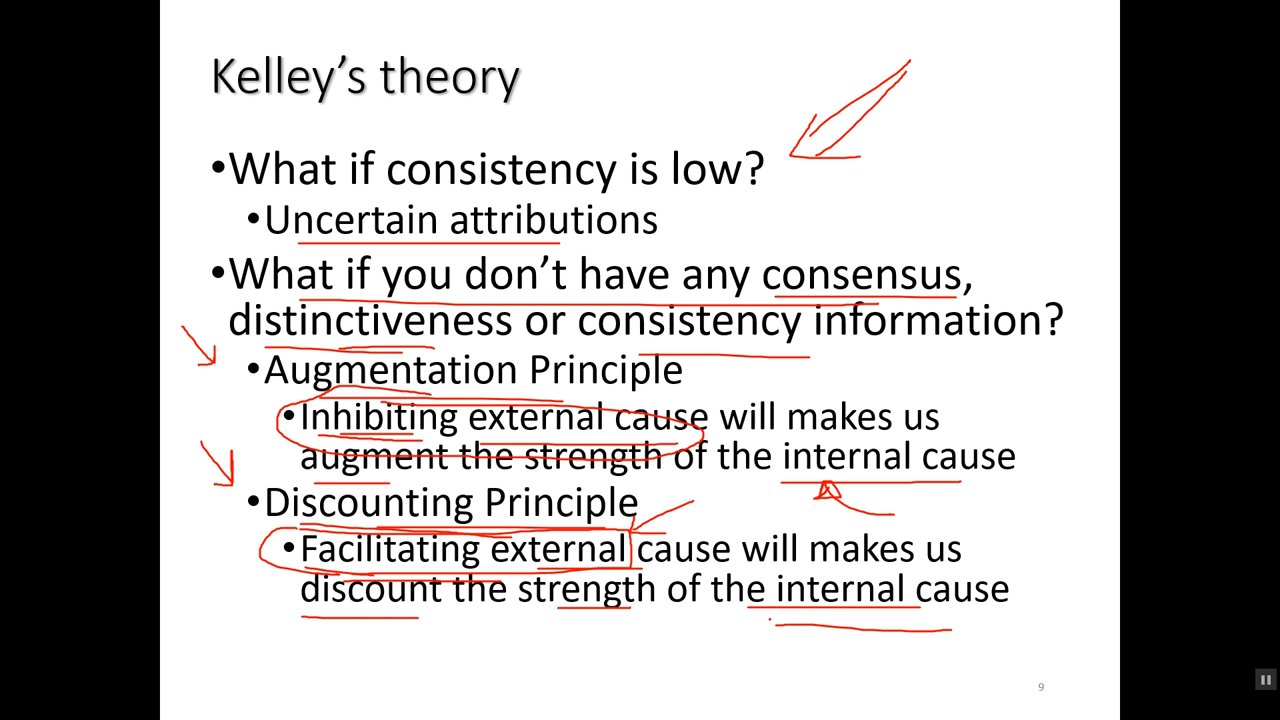 Kelley's theory
•What if consistency is low?
•Uncertain attributions
•What if you don't have any consensus,
distinctiveness or consistency information?
•Augmentation Principle
•Inhibiting external cause will makes us
augment the strength of the internal cause
•Discounting Principle
•Facilitating external cause will makes us
discount the strength of the internal cause
9